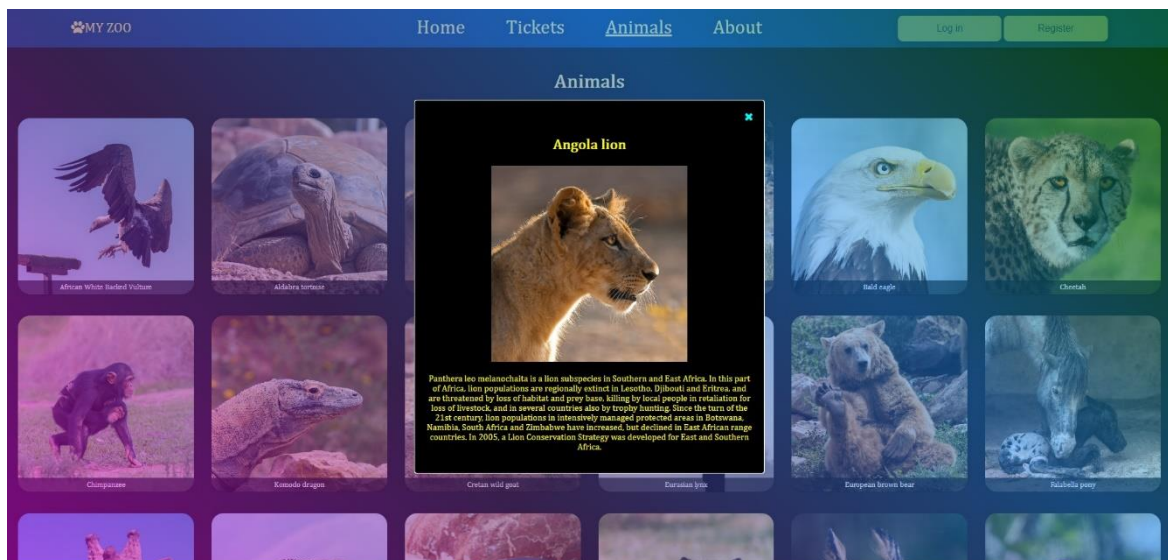 MY ZOO
Home
Tickets
Animals
About
Log in
Register
Animals
Angola lion
African White Backed Vulture
Aldabra tortoise
Bald eagle
Cheetah
Panthera leo melanochaita is a lion subspecies in Southern and East Africa. In this part
of Africa, lion populations are regionally extinct in Lesotho, Djibouti and Eritrea, and
are threatened by loss of habitat and prey base, killing by local people in retaliation for
loss of livestock, and in several countries also by trophy hunting. Since the turn of the
21st century, lion populations in intensively managed protected areas in Botswana,
Namibia, South Africa and Zimbabwe have increased, but declined in East African range
countries. In 2005, a Lion Conservation Strategy was developed for East and Southern
Africa.
Chimpanzee
Komodo dragon
Cretan wild goat
Eurasian lynx
European brown bear
Falabella pony